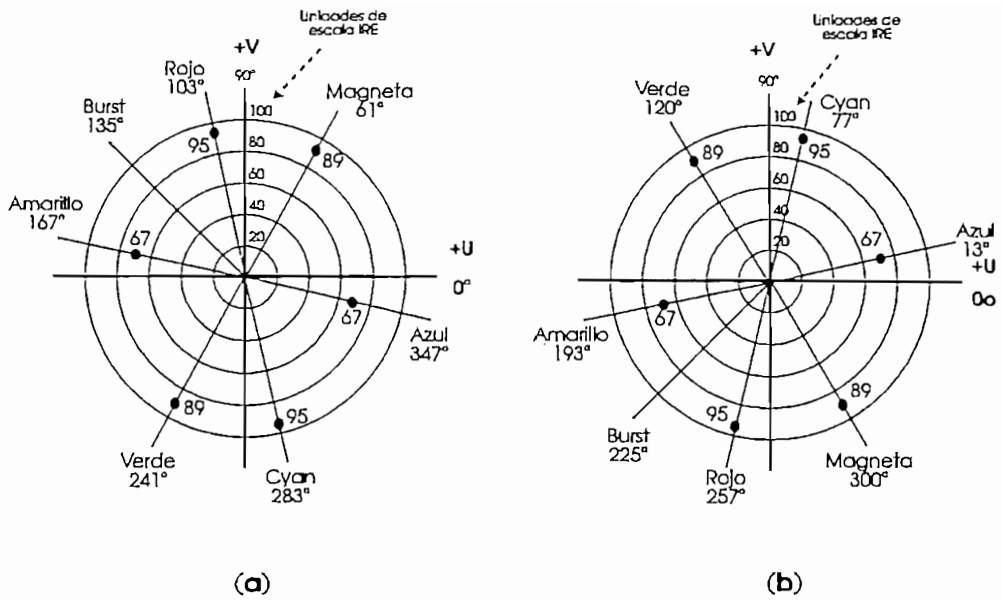 Uniaades de
escala IRE
+V
90°
Rojo
103°
Magneta
61°
Burst
135°
100
95
80
89
60
Amarillo
167°
40
67
20
+U
0°
67
Azul
347°
89
95
Verde
241°
Cyan
283°
(a)
Uniaades de
escala IRE
+V
90°
Verde
120°
Cyan
77°
100
89
95
80
60
40
67
Azul
13°
20
+U
0o
Amarillo
193°
67
95
89
Burst
225°
Rojo
257°
Magneta
300°
(b)